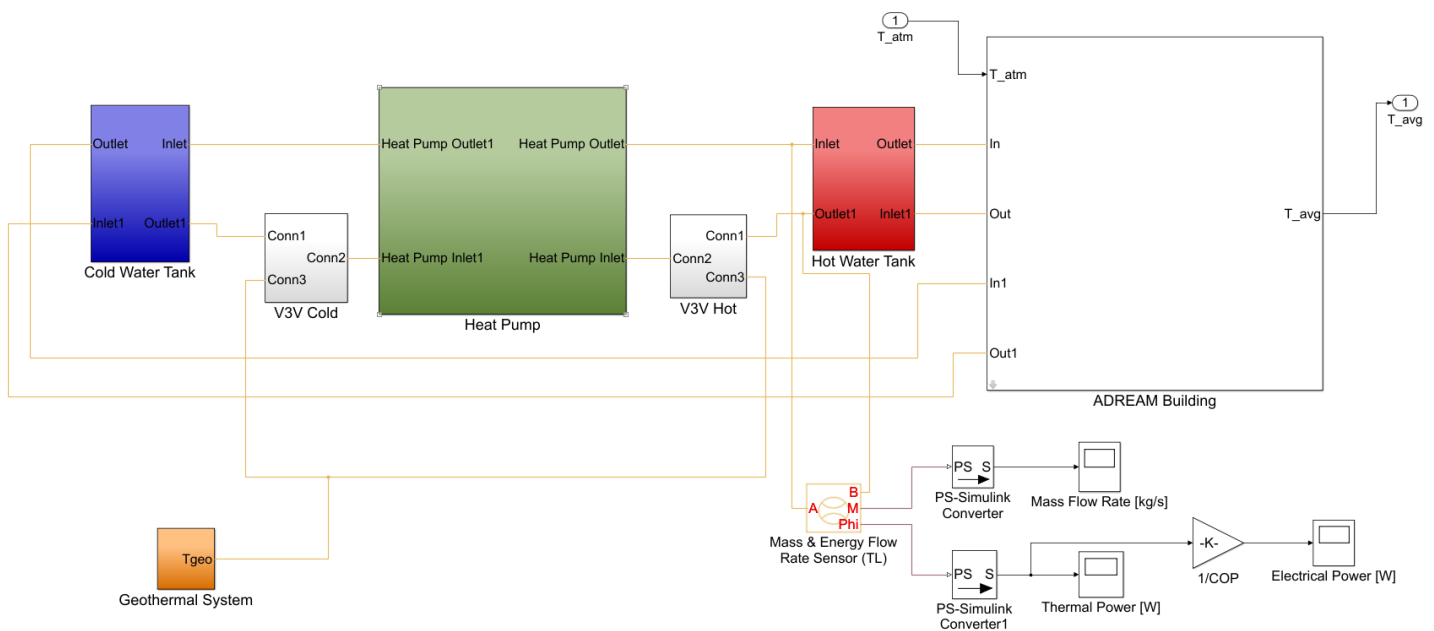 1
T_atm
T_atm
1
T_avg
Outlet
Inlet
Inlet1
Outlet1
Cold Water Tank
Conn1
Conn2
Conn3
V3V Cold
Heat Pump Outlet1
Heat Pump Outlet
Heat Pump Inlet1
Heat Pump Inlet
Heat Pump
Conn1
Conn2
Conn3
V3V Hot
Inlet
Outlet
Outlet1
Inlet1
Hot Water Tank
In
Out
T_avg
In1
Out1
ADREAM Building
Tgeo
Geothermal System
B
A
M
Phi
Mass & Energy Flow
Rate Sensor (TL)
PS S
PS-Simulink
Converter
Mass Flow Rate [kg/s]
PS S
PS-Simulink
Converter1
Thermal Power [W]
-K-
1/COP
Electrical Power [W]